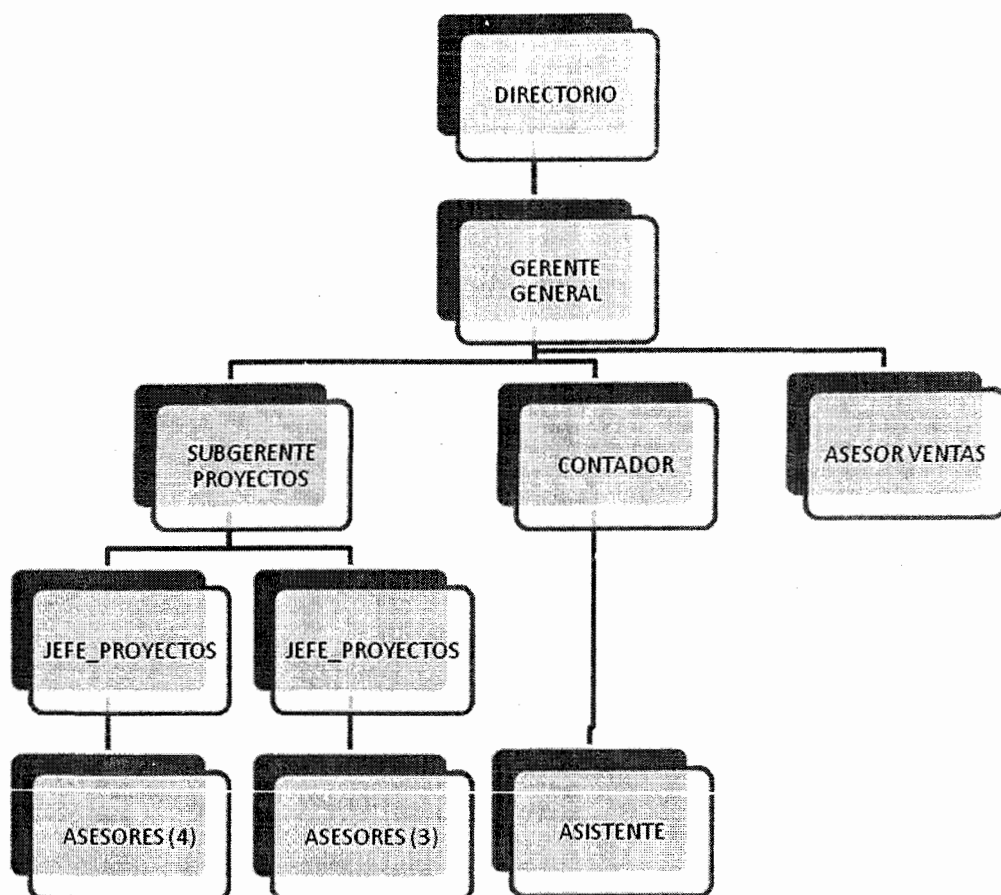 DIRECTORIO
GERENTE
GENERAL
SUBGERENTE
PROYECTOS
CONTADOR
ASESOR VENTAS
JEFE_PROYECTOS
JEFE_PROYECTOS
ASESORES (4)
ASESORES (3)
ASISTENTE